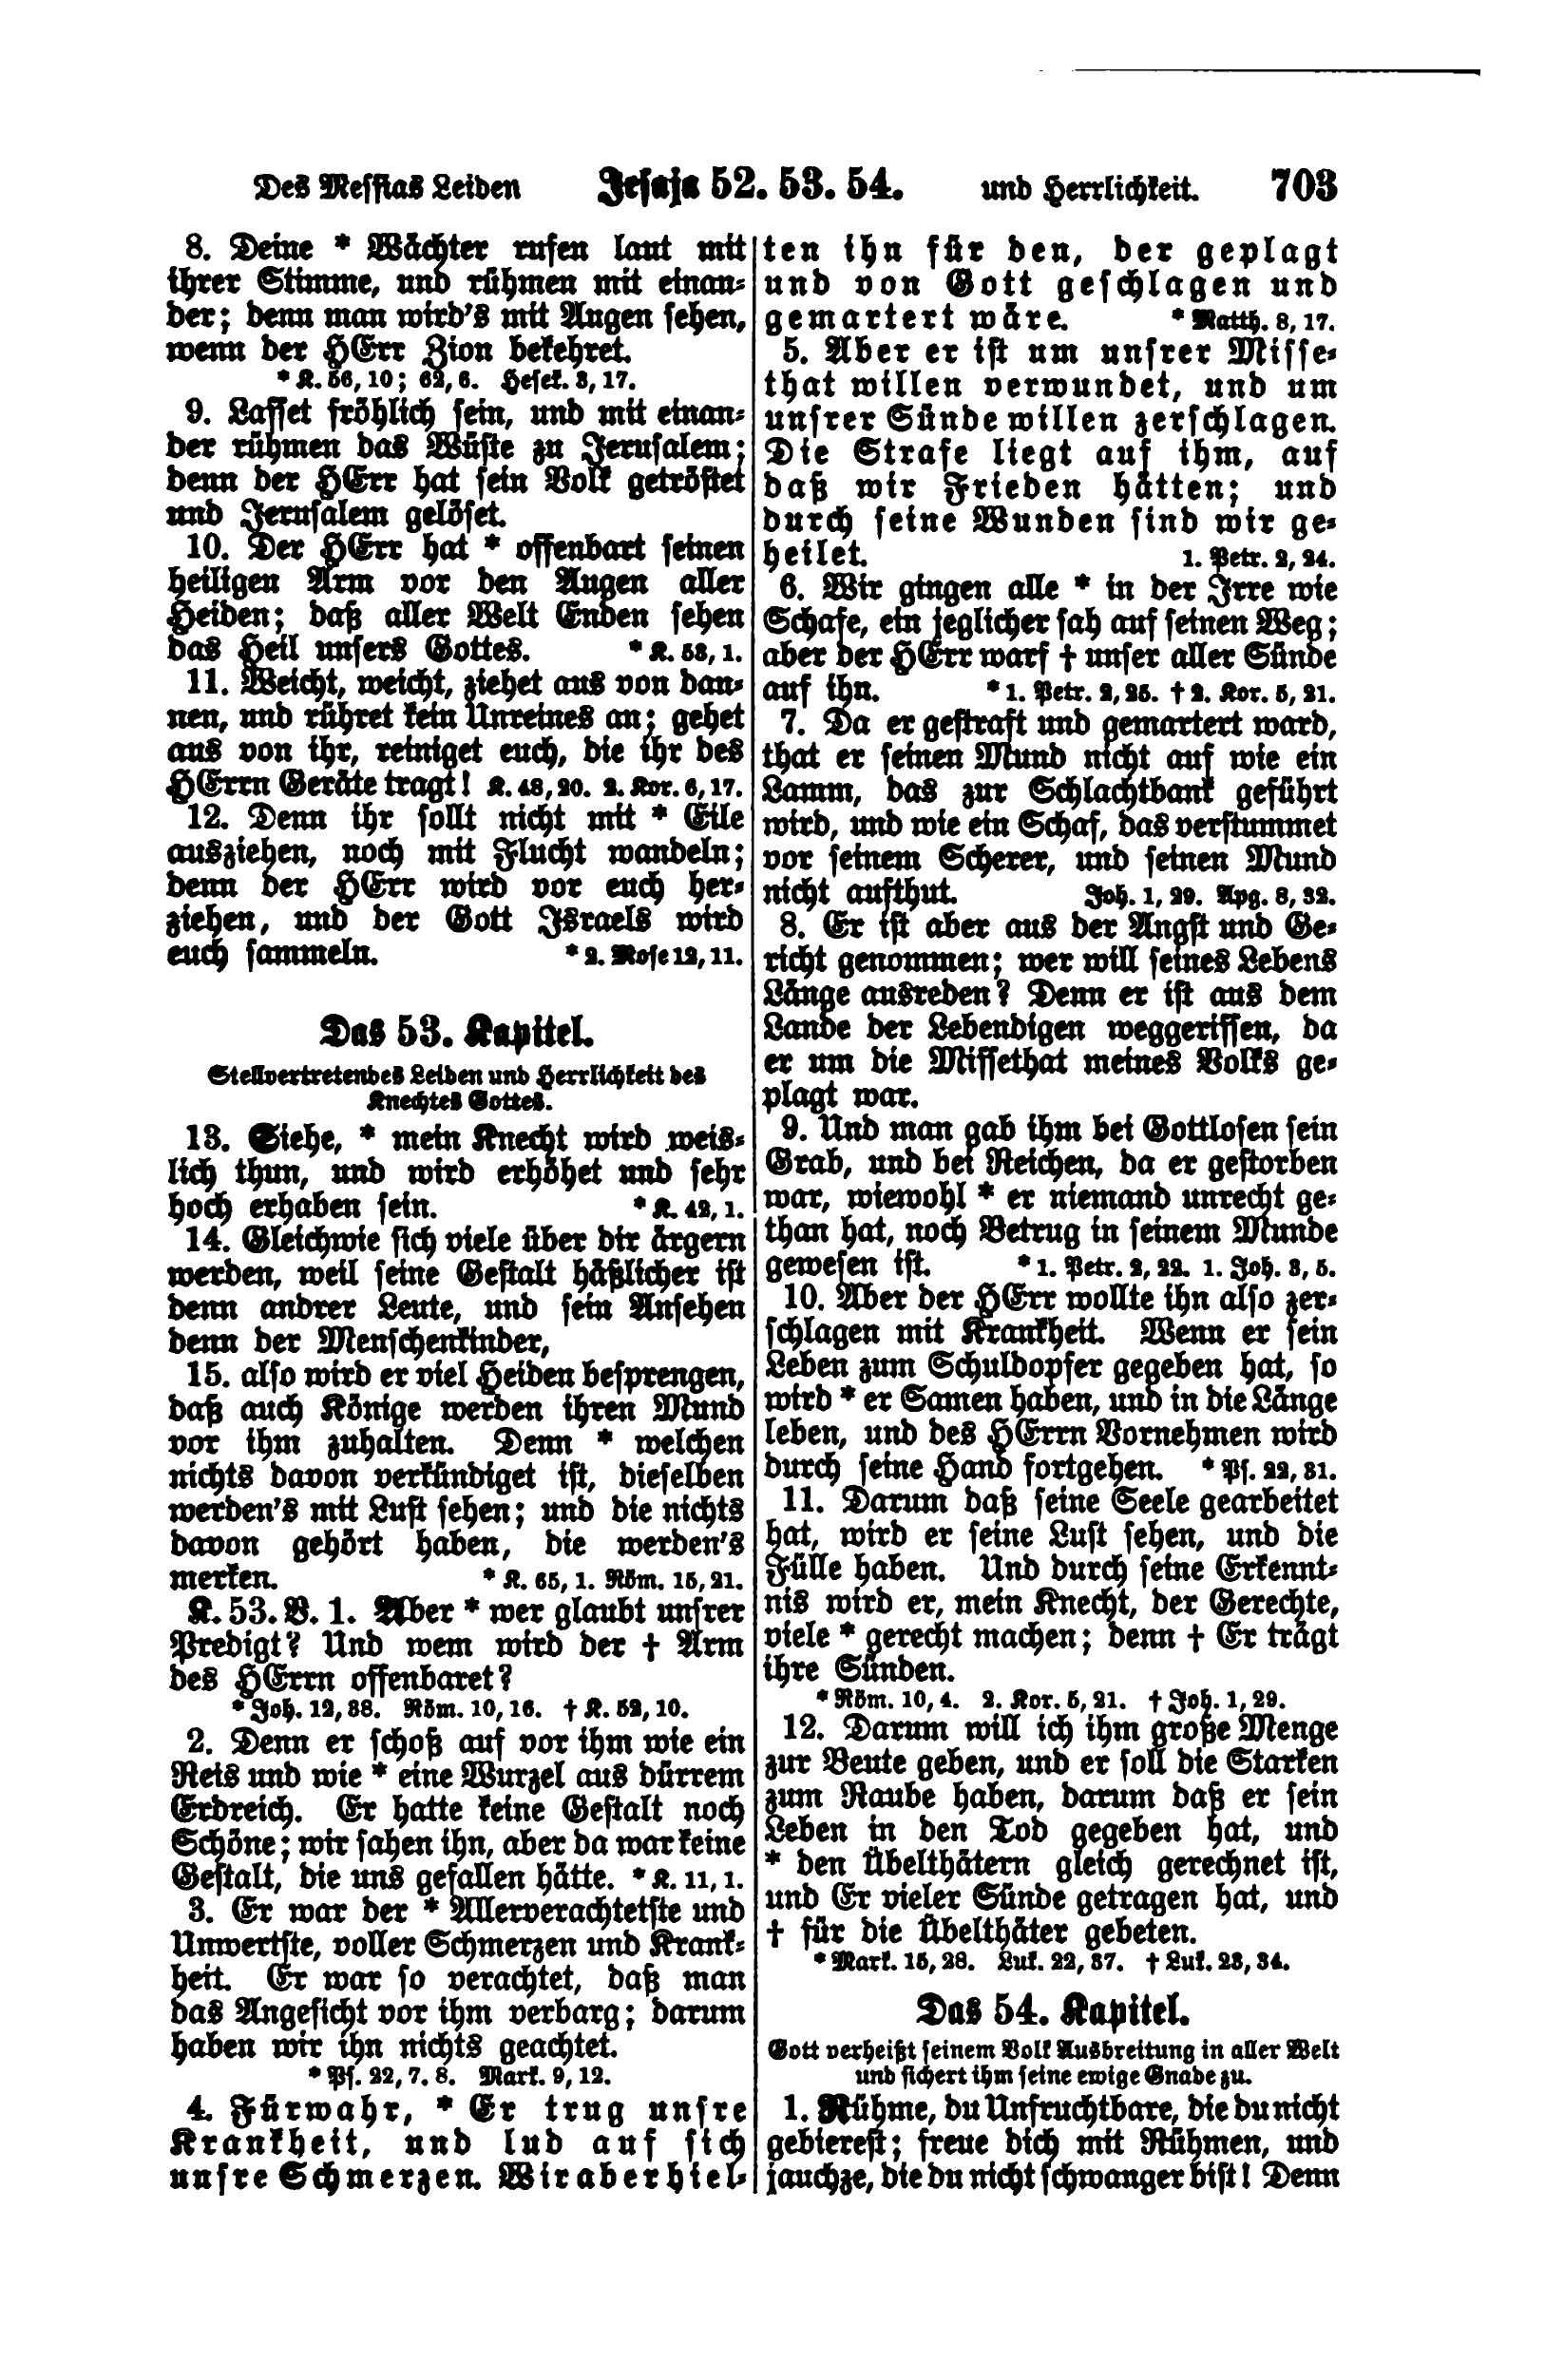 Des Messias Leiden Jesaja 52. 53. 54. und Herrlichkeit. 703
8. Deine * Wächter rufen laut mit
ihrer Stimme, und rühmen mit einan-
der; denn man wird's mit Augen sehen,
wenn der HErr Zion bekehret.
* K. 56, 10; 62, 6. Hesek. 3, 17.
9. Lasset fröhlich sein, und mit einan-
der rühmen das Wüste zu Jerusalem;
denn der HErr hat sein Volk getröstet
und Jerusalem gelöset.
10. Der HErr hat * offenbart seinen
heiligen Arm vor den Augen aller
Heiden; daß aller Welt Enden sehen
das Heil unsers Gottes. * K. 53, 1.
11. Weicht, weicht, ziehet aus von dan-
nen, und rühret kein Unreines an; gehet
aus von ihr, reiniget euch, die ihr des
HErrn Geräte tragt! K. 48, 20. 2. Kor. 6, 17.
12. Denn ihr sollt nicht mit * Eile
ausziehen, noch mit Flucht wandeln;
denn der HErr wird vor euch her-
ziehen, und der Gott Israels wird
euch sammeln. * 2. Mose 12, 11.
Das 53. Kapitel.
Stellvertretendes Leiden und Herrlichkeit des
Knechtes Gottes.
13. Siehe, * mein Knecht wird weis-
lich thun, und wird erhöhet und sehr
hoch erhaben sein. * K. 42, 1.
14. Gleichwie sich viele über dir ärgern
werden, weil seine Gestalt häßlicher ist
denn andrer Leute, und sein Ansehen
denn der Menschenkinder,
15. also wird er viel Heiden besprengen,
daß auch Könige werden ihren Mund
vor ihm zuhalten. Denn * welchen
nichts davon verkündiget ist, dieselben
werden's mit Lust sehen; und die nichts
davon gehört haben, die werden's
merken. * K. 65, 1. Röm. 15, 21.
K. 53. V. 1. Aber * wer glaubt unsrer
Predigt? Und wem wird der † Arm
des HErrn offenbaret?
* Joh. 12, 38. Röm. 10, 16. † K. 52, 10.
2. Denn er schoß auf vor ihm wie ein
Reis und wie * eine Wurzel aus dürrem
Erdreich. Er hatte keine Gestalt noch
Schöne; wir sahen ihn, aber da war keine
Gestalt, die uns gefallen hätte. * K. 11, 1.
3. Er war der * Allerverachtetste und
Unwertste, voller Schmerzen und Krank-
heit. Er war so verachtet, daß man
das Angesicht vor ihm verbarg; darum
haben wir ihn nichts geachtet.
* Ps. 22, 7. 8. Mark. 9, 12.
4. Fürwahr, * Er trug unsre
Krankheit, und lud auf sich
unsre Schmerzen. Wir aber hiel-
ten ihn für den, der geplagt
und von Gott geschlagen und
gemartert wäre. * Matth. 8, 17.
5. Aber er ist um unsrer Misse-
that willen verwundet, und um
unsrer Sünde willen zerschlagen.
Die Strafe liegt auf ihm, auf
daß wir Frieden hätten; und
durch seine Wunden sind wir ge-
heilet. 1. Petr. 2, 24.
6. Wir gingen alle * in der Irre wie
Schafe, ein jeglicher sah auf seinen Weg;
aber der HErr warf † unser aller Sünde
auf ihn. * 1. Petr. 2, 25. † 2. Kor. 5, 21.
7. Da er gestraft und gemartert ward,
that er seinen Mund nicht auf wie ein
Lamm, das zur Schlachtbank geführt
wird, und wie ein Schaf, das verstummet
vor seinem Scherer, und seinen Mund
nicht aufthut. Joh. 1, 29. Apg. 8, 32.
8. Er ist aber aus der Angst und Ge-
richt genommen; wer will seines Lebens
Länge ausreden? Denn er ist aus dem
Lande der Lebendigen weggerissen, da
er um die Missethat meines Volks ge-
plagt war.
9. Und man gab ihm bei Gottlosen sein
Grab, und bei Reichen, da er gestorben
war, wiewohl * er niemand unrecht ge-
than hat, noch Betrug in seinem Munde
gewesen ist. * 1. Petr. 2, 22. 1. Joh. 3, 5.
10. Aber der HErr wollte ihn also zer-
schlagen mit Krankheit. Wenn er sein
Leben zum Schuldopfer gegeben hat, so
wird * er Samen haben, und in die Länge
leben, und des HErrn Vornehmen wird
durch seine Hand fortgehen. * Ps. 22, 31.
11. Darum daß seine Seele gearbeitet
hat, wird er seine Lust sehen, und die
Fülle haben. Und durch seine Erkennt-
nis wird er, mein Knecht, der Gerechte,
viele * gerecht machen; denn † Er trägt
ihre Sünden.
* Röm. 10, 4. 2. Kor. 5, 21. † Joh. 1, 29.
12. Darum will ich ihm große Menge
zur Beute geben, und er soll die Starken
zum Raube haben, darum daß er sein
Leben in den Tod gegeben hat, und
* den Übelthätern gleich gerechnet ist,
und Er vieler Sünde getragen hat, und
† für die Übelthäter gebeten.
* Mark. 15, 28. Luk. 22, 37. † Luk. 23, 34.
Das 54. Kapitel.
Gott verheißt seinem Volk Ausbreitung in aller Welt
und sichert ihm seine ewige Gnade zu.
1. Rühme, du Unfruchtbare, die du nicht
gebierest; freue dich mit Rühmen, und
jauchze, die du nicht schwanger bist! Denn